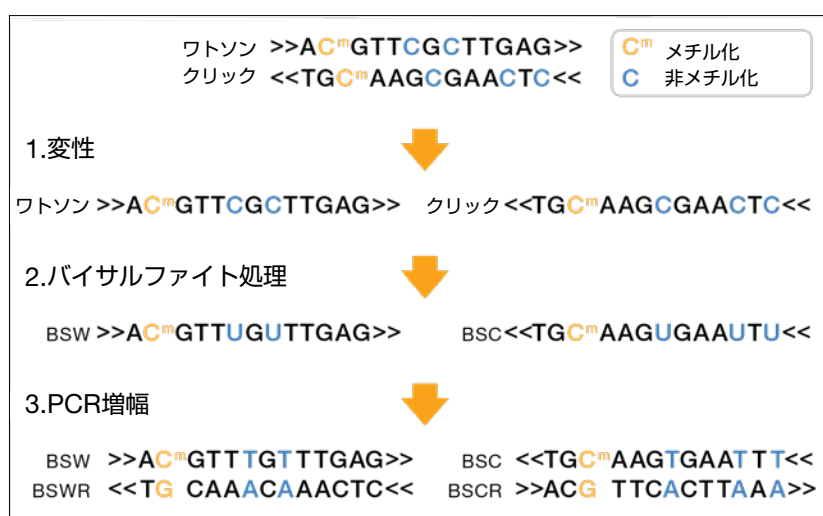 ワトソン >>ACᵐGTTCGCTTGAG>>
クリック <<TGCᵐAAGCGAACTC<<
Cᵐ メチル化
C 非メチル化
1.変性
ワトソン >>ACᵐGTTCGCTTGAG>> クリック <<TGCᵐAAGCGAACTC<<
2.バイサルファイト処理
BSW >>ACᵐGTTUGUTTGAG>> BSC <<TGCᵐAAGUGAAUTU<<
3.PCR増幅
BSW >>ACᵐGTTTGTTTGAG>> BSC <<TGCᵐAAGTGAATTT<<
BSWR <<TG CAAACAAACTC<< BSCR >>ACG TTCACTTAAA>>